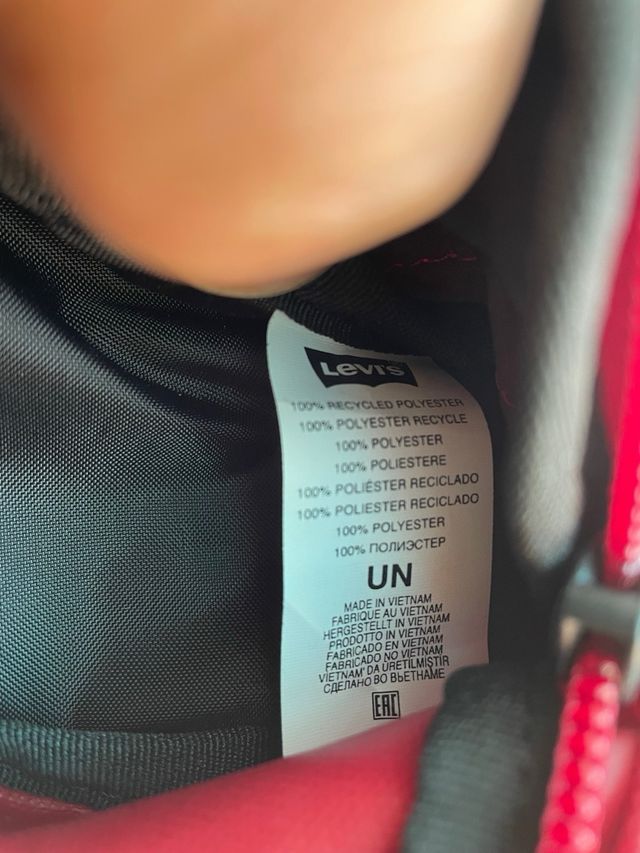 Levi's
100% RECYCLED POLYESTER
100% POLYESTER RECYCLE
100% POLYESTER
100% POLIESTERE
100% POLIÉSTER RECICLADO
100% POLIESTER RECICLADO
100% POLYESTER
100% ПОЛИЭСТЕР
UN
MADE IN VIETNAM
FABRIQUE AU VIETNAM
HERGESTELLT IN VIETNAM
PRODOTTO IN VIETNAM
FABRICADO EN VIETNAM
FABRICADO NO VIETNAM
VIETNAM' DA ÜRETILMIŞTIR
СДЕЛАНО ВО ВЬЕТНАМЕ
EAC